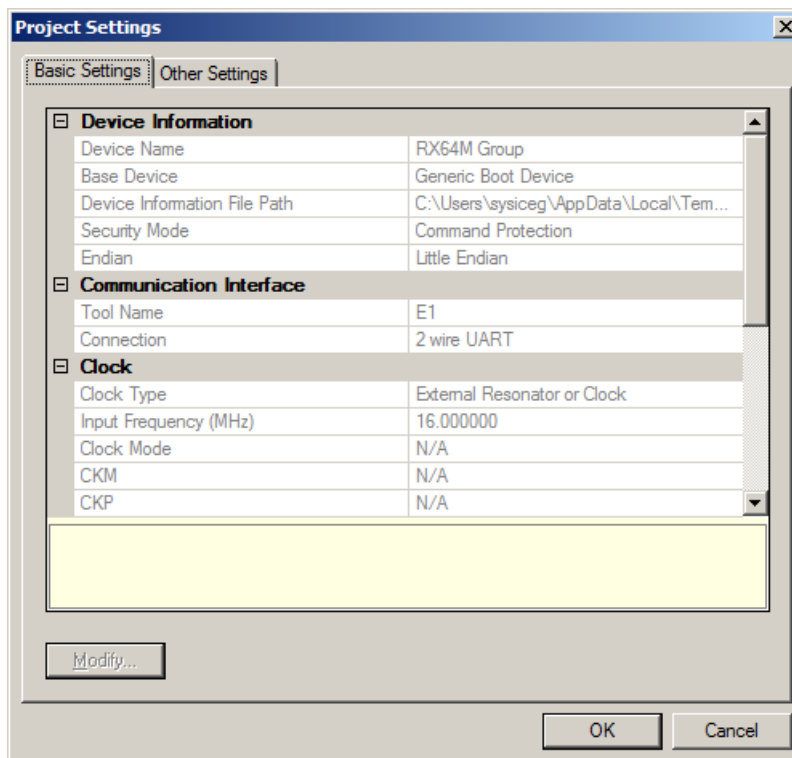 Project Settings
Basic Settings Other Settings
Device Information
Device Name RX64M Group
Base Device Generic Boot Device
Device Information File Path C:\Users\sysiceg\AppData\Local\Tem...
Security Mode Command Protection
Endian Little Endian
Communication Interface
Tool Name E1
Connection 2 wire UART
Clock
Clock Type External Resonator or Clock
Input Frequency (MHz) 16.000000
Clock Mode N/A
CKM N/A
CKP N/A
Modify...
OK Cancel